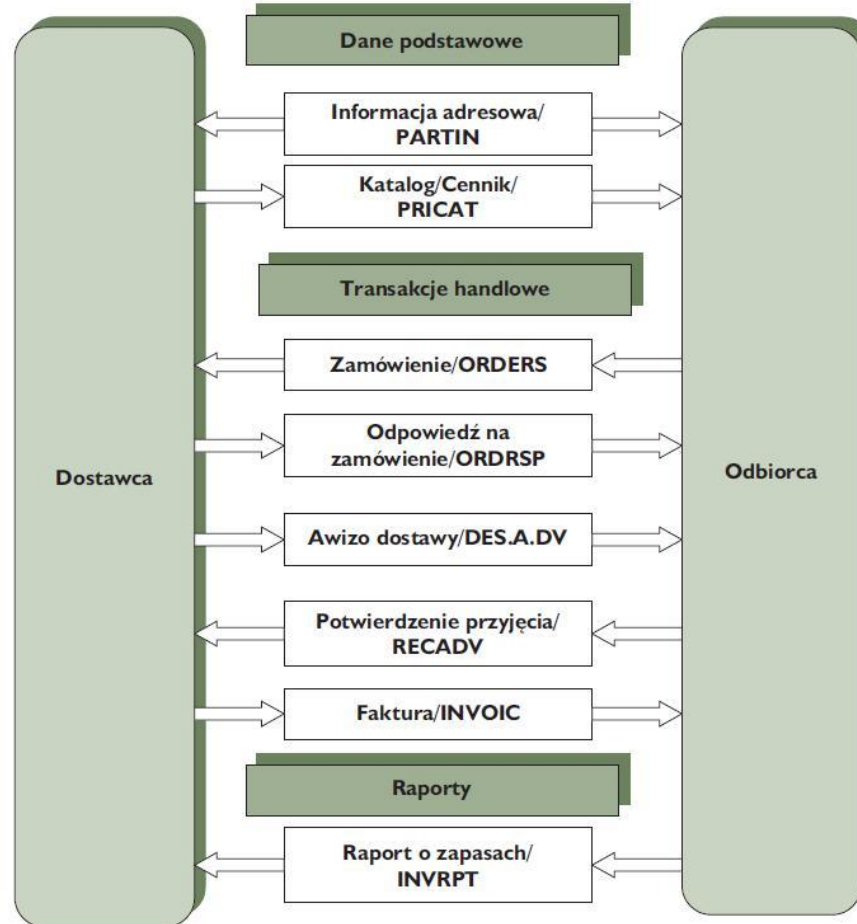 Dane podstawowe
Informacja adresowa/
PARTIN
Katalog/Cennik/
PRICAT
Transakcje handlowe
Zamówienie/ORDERS
Odpowiedź na
zamówienie/ORDRSP
Dostawca
Odbiorca
Awizo dostawy/DES.A.DV
Potwierdzenie przyjęcia/
RECADV
Faktura/INVOIC
Raporty
Raport o zapasach/
INVRPT